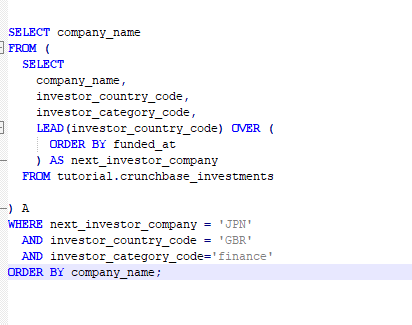 SELECT company_name
FROM (
SELECT
company_name,
investor_country_code,
investor_category_code,
LEAD(investor_country_code) OVER (
ORDER BY funded_at
) AS next_investor_company
FROM tutorial.crunchbase_investments
) A
WHERE next_investor_company = 'JPN'
AND investor_country_code = 'GBR'
AND investor_category_code='finance'
ORDER BY company_name;